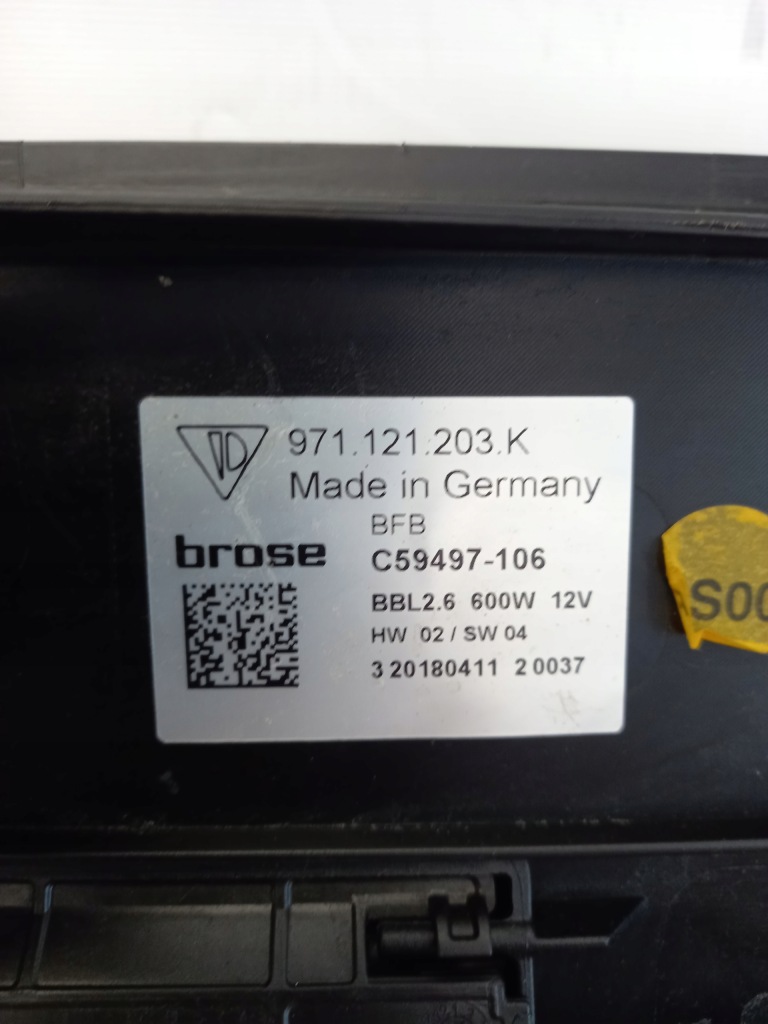 971.121.203.K
Made in Germany
BFB
brose C59497-106
BBL2.6 600W 12V
HW 02 / SW 04
3 20180411 2 0037
S00